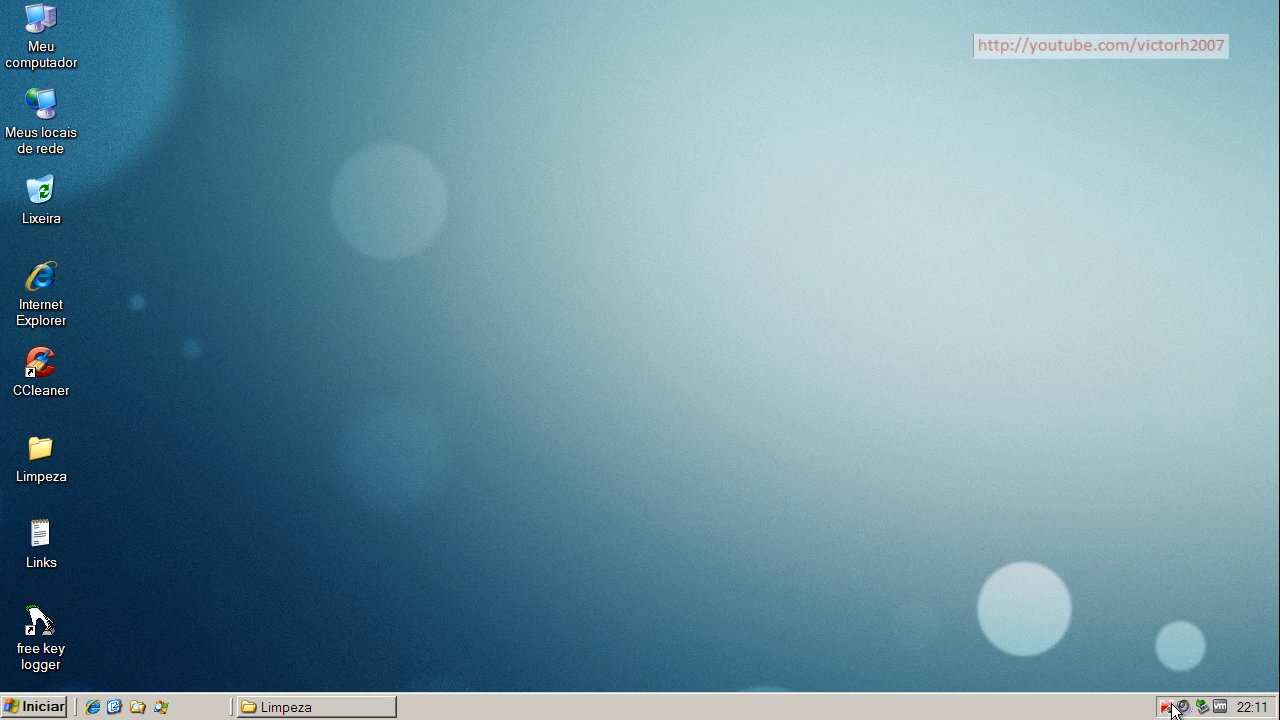 http://youtube.com/victorh2007
Meu
computador
Meus locais
de rede
Lixeira
Internet
Explorer
CCleaner
Limpeza
Links
free key
logger
Iniciar
Limpeza
vm
22:11